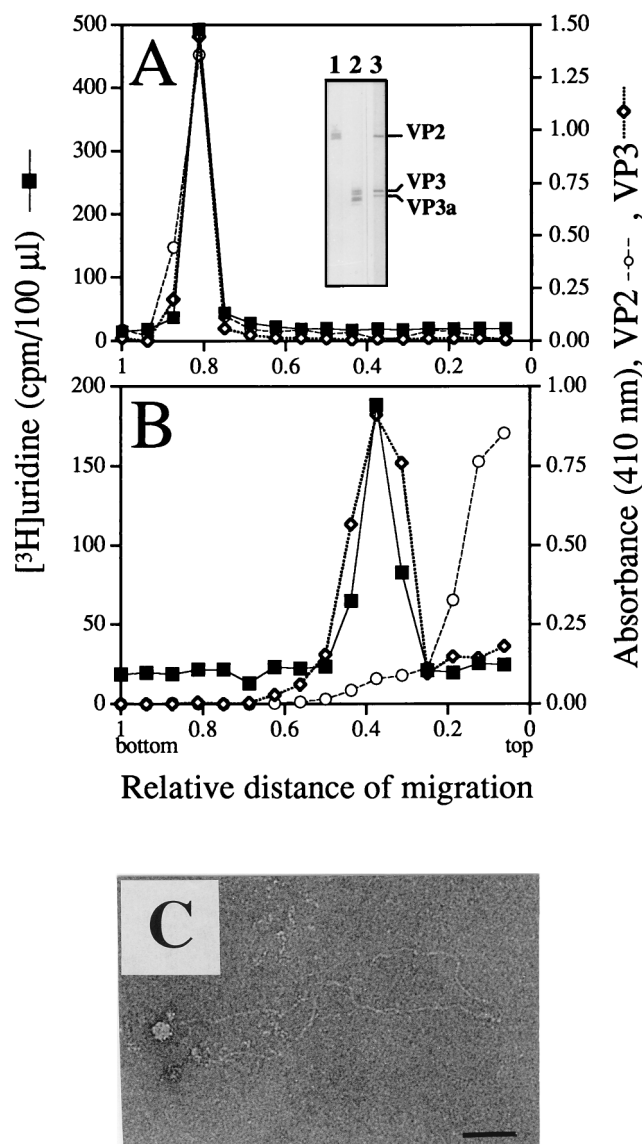 A
500
400
300
200
100
0
1
0.8
0.6
0.4
0.2
0
1.50
1.25
1.00
0.75
0.50
0.25
0.00
1 2 3
VP2
VP3
VP3a
B
200
150
100
50
0
1
0.8
0.6
0.4
0.2
0
bottom
top
1.00
0.75
0.50
0.25
0.00
[³H]uridine (cpm/100 µl)
Absorbance (410 nm), VP2 , VP3
Relative distance of migration
C